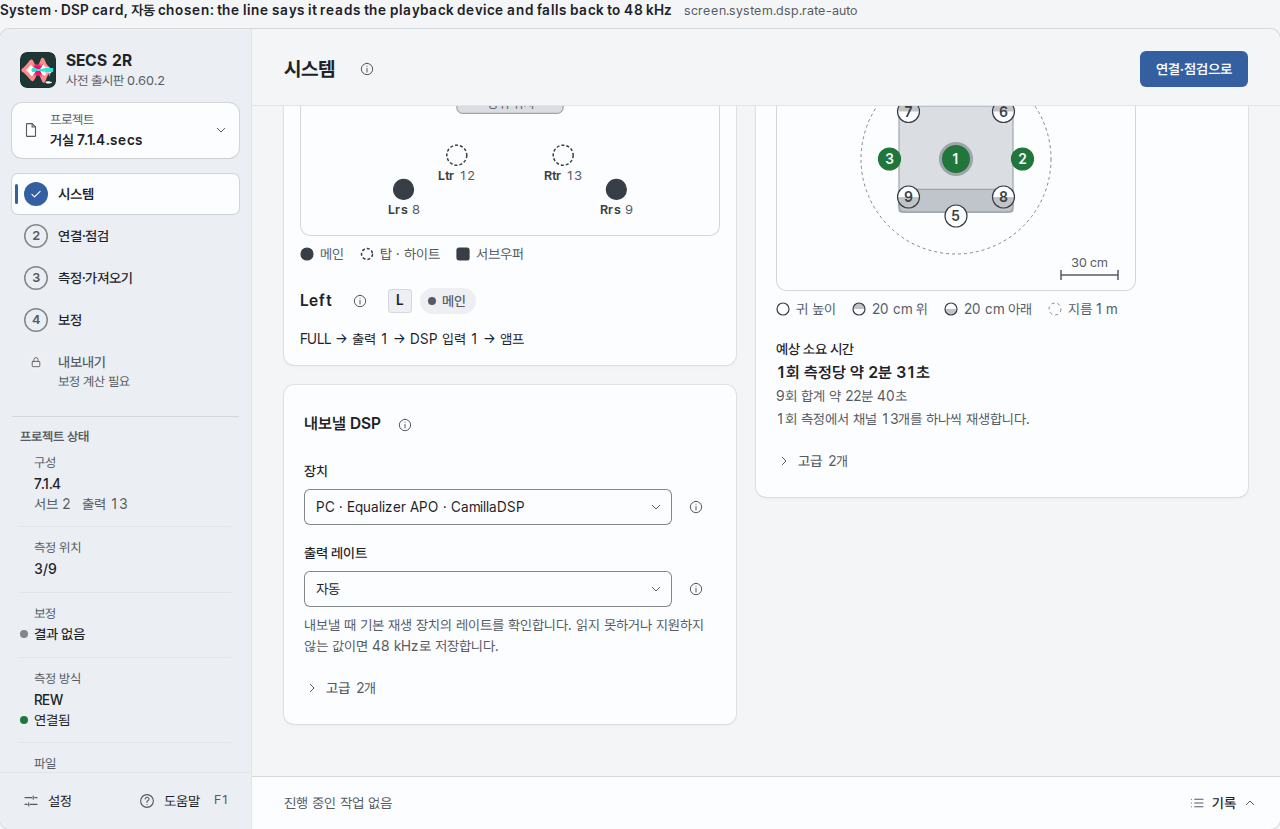 System · DSP card, 자동 chosen: the line says it reads the playback device and falls back to 48 kHz screen.system.dsp.rate-auto
SECS 2R
사전 출시판 0.60.2
프로젝트
거실 7.1.4.secs
시스템
2 연결·점검
3 측정·가져오기
4 보정
내보내기
보정 계산 필요
프로젝트 상태
구성
7.1.4
서브 2 출력 13
측정 위치
3/9
보정
결과 없음
측정 방식
REW
연결됨
파일
설정
도움말 F1
시스템
연결·점검으로
Ltr 12
Rtr 13
Lrs 8
Rrs 9
메인
탑 · 하이트
서브우퍼
Left
L
메인
FULL → 출력 1 → DSP 입력 1 → 앰프
내보낼 DSP
장치
PC · Equalizer APO · CamillaDSP
출력 레이트
자동
내보낼 때 기본 재생 장치의 레이트를 확인합니다. 읽지 못하거나 지원하지
않는 값이면 48 kHz로 저장합니다.
고급 2개
7
6
3
1
2
9
8
5
30 cm
귀 높이
20 cm 위
20 cm 아래
지름 1 m
예상 소요 시간
1회 측정당 약 2분 31초
9회 합계 약 22분 40초
1회 측정에서 채널 13개를 하나씩 재생합니다.
고급 2개
진행 중인 작업 없음
기록